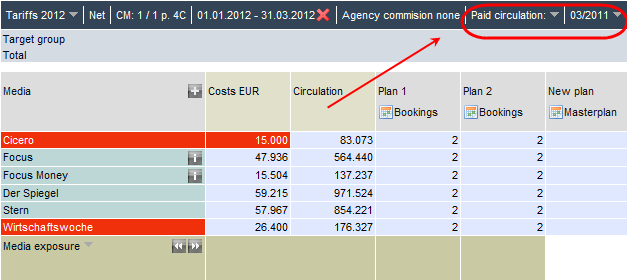 Tariffs 2012 Net CM: 1 / 1 p. 4C 01.01.2012 - 31.03.2012 Agency commision none Paid circulation: 03/2011
Target group
Total
Media + Costs EUR Circulation Plan 1 Plan 2 New plan
Bookings Bookings Masterplan
Cicero 15.000 83.073 2 2
Focus i 47.936 564.440 2 2
Focus Money i 15.504 137.237 2 2
Der Spiegel 59.215 971.524 2 2
Stern 57.967 854.221 2 2
Wirtschaftswoche 26.400 176.327 2 2
Media exposure